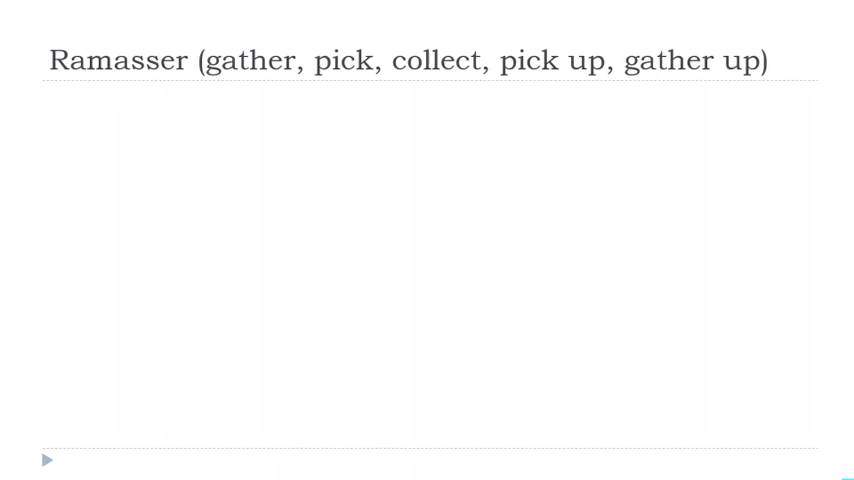 Ramasser (gather, pick, collect, pick up, gather up)